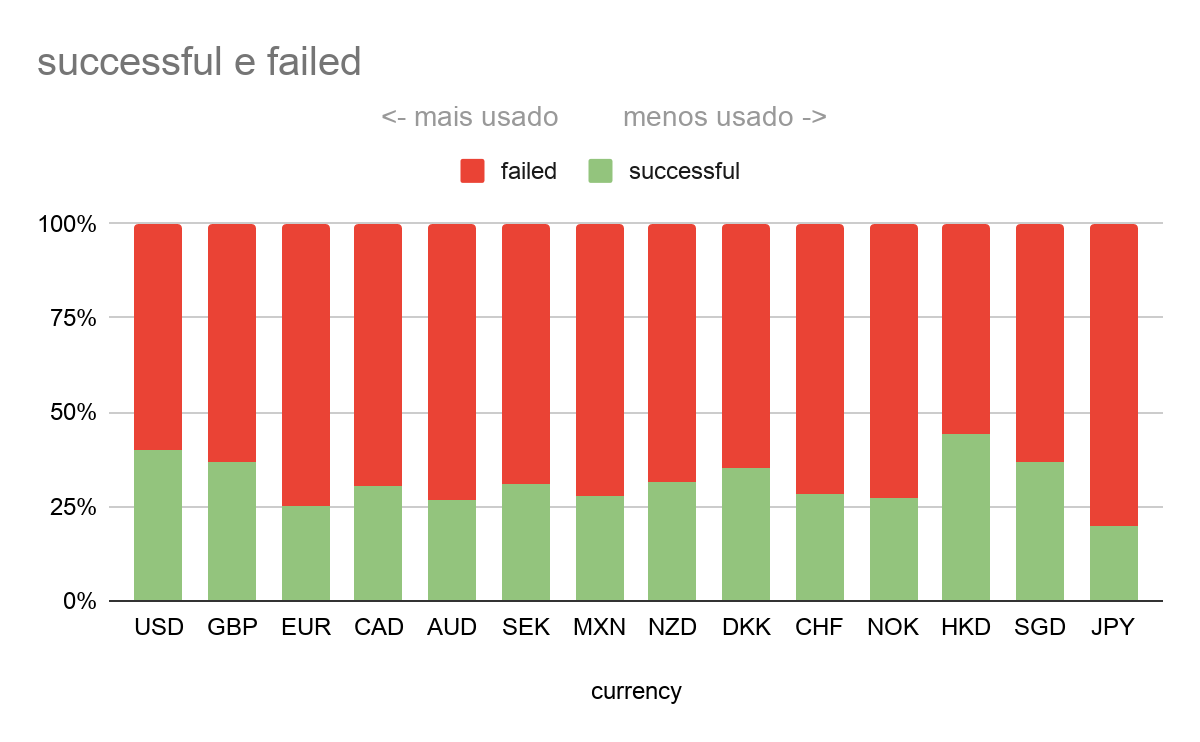 successful e failed
<- mais usado menos usado ->
failed successful
100%
75%
50%
25%
0%
USD GBP EUR CAD AUD SEK MXN NZD DKK CHF NOK HKD SGD JPY
currency